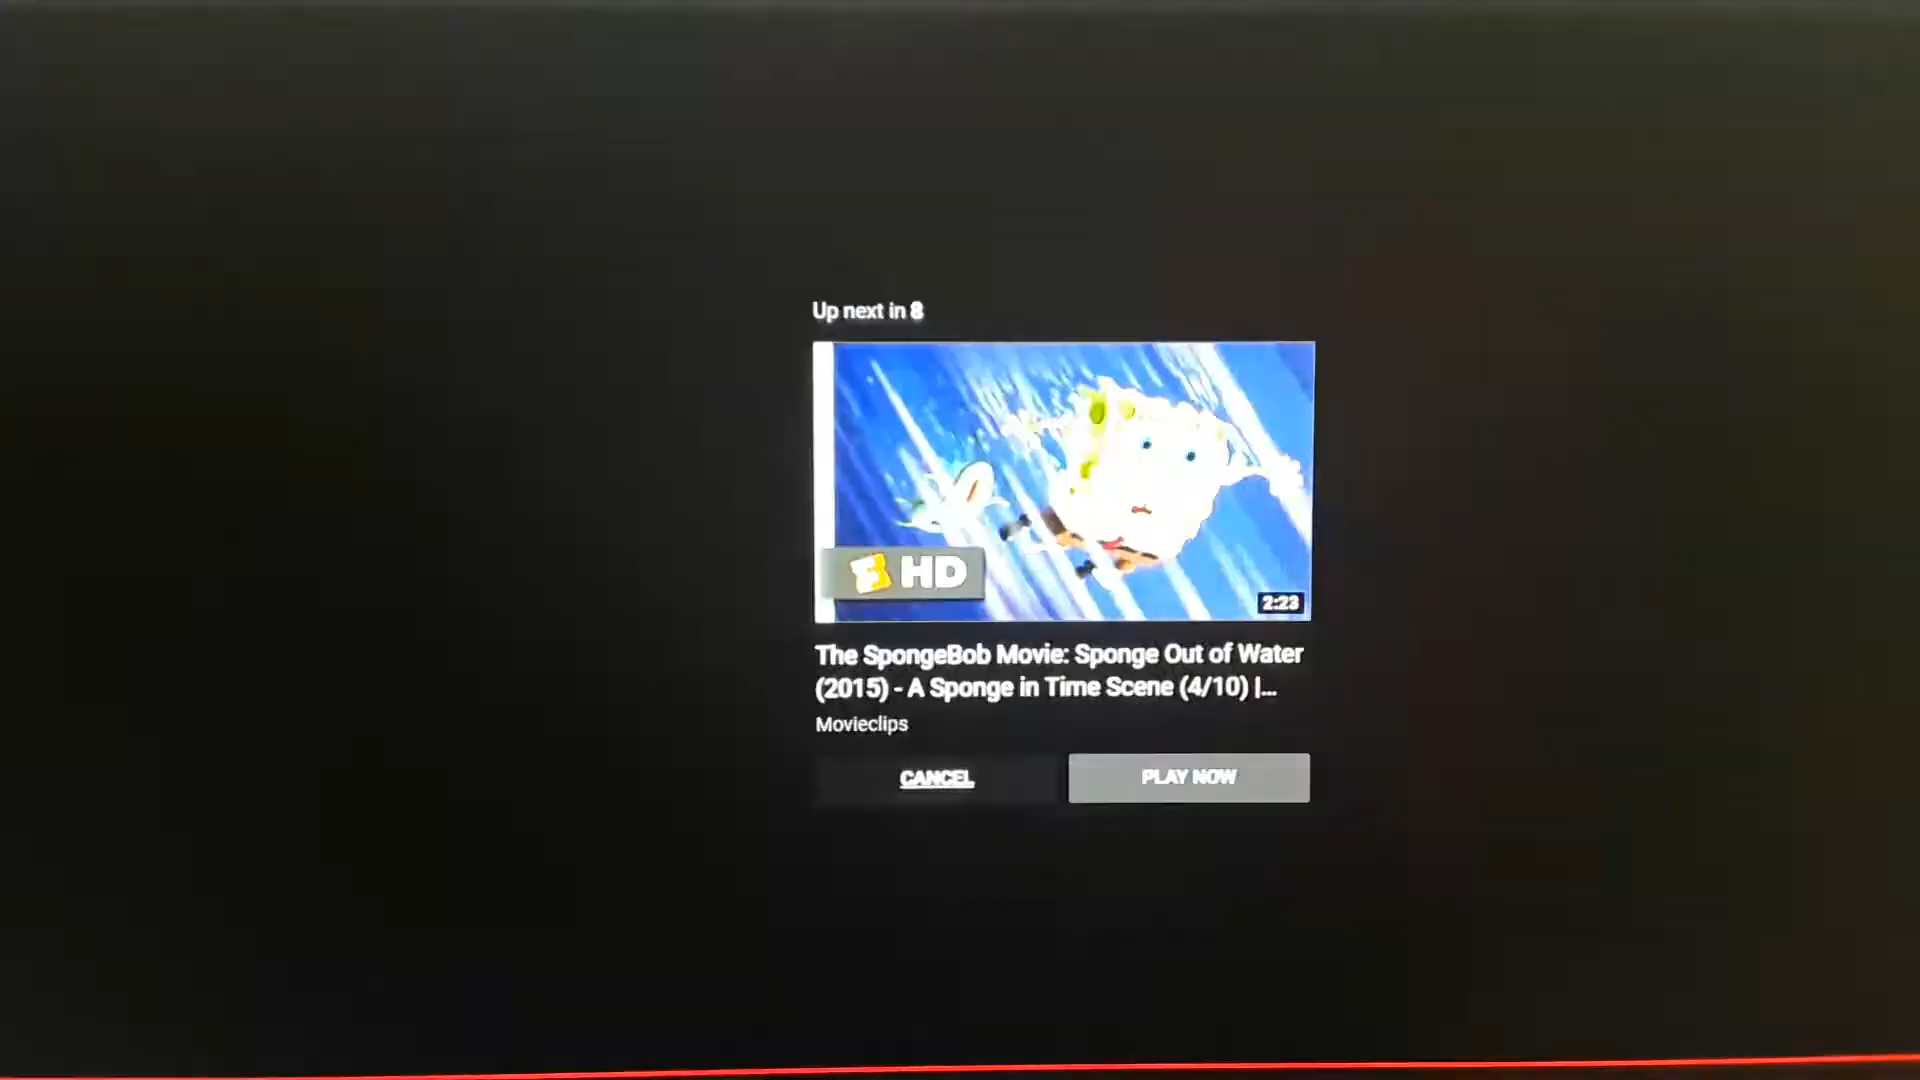 Up next in 8
HD
2:23
The SpongeBob Movie: Sponge Out of Water
(2015) - A Sponge in Time Scene (4/10) |...
Movieclips
CANCEL
PLAY NOW